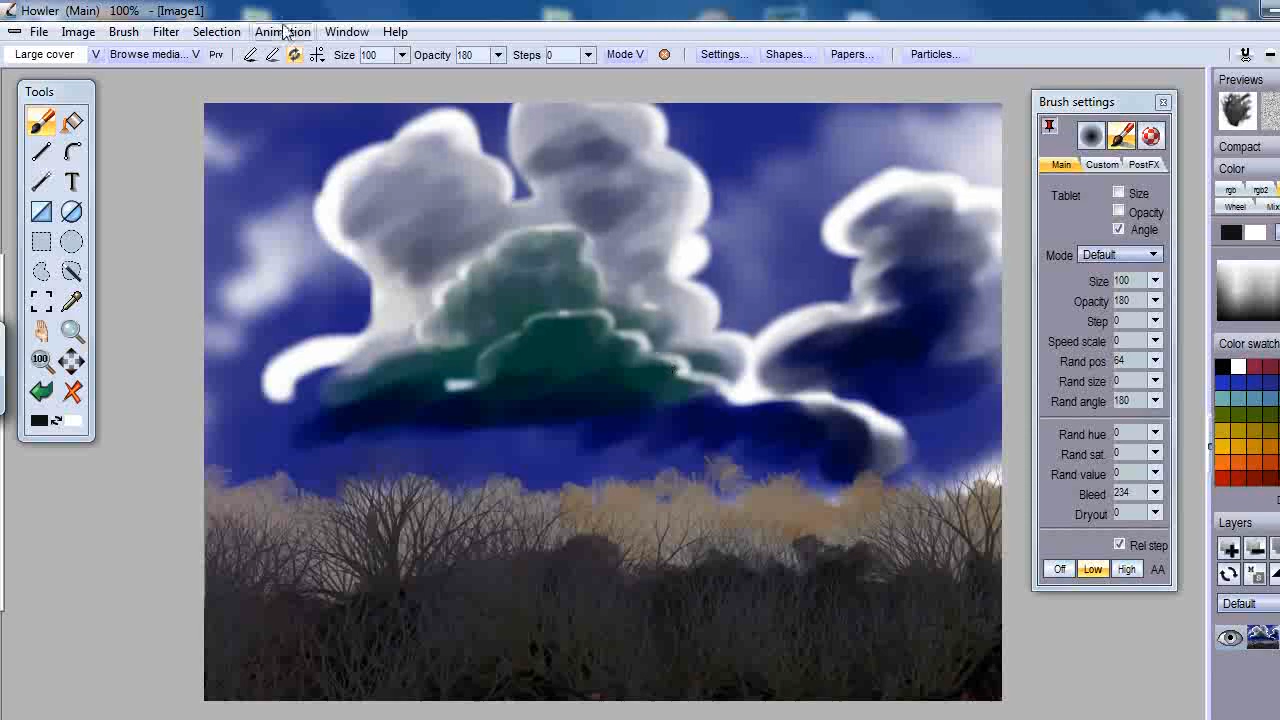 Howler (Main) 100% - [Image1]
File Image Brush Filter Selection Animation Window Help
Large cover V Browse media... V Prv Size 100 Opacity 180 Steps 0 Mode V Settings... Shapes... Papers... Particles...
Tools
T
100
Brush settings
Main Custom PostFX
Tablet Size
Opacity
Angle
Mode Default
Size 100
Opacity 180
Step 0
Speed scale 0
Rand pos 64
Rand size 0
Rand angle 180
Rand hue 0
Rand sat. 0
Rand value 0
Bleed 234
Dryout 0
Rel step
Off Low High AA
Previews
Compact
Color
rgb2
Wheel Mix
Color swatch
Layers
Default